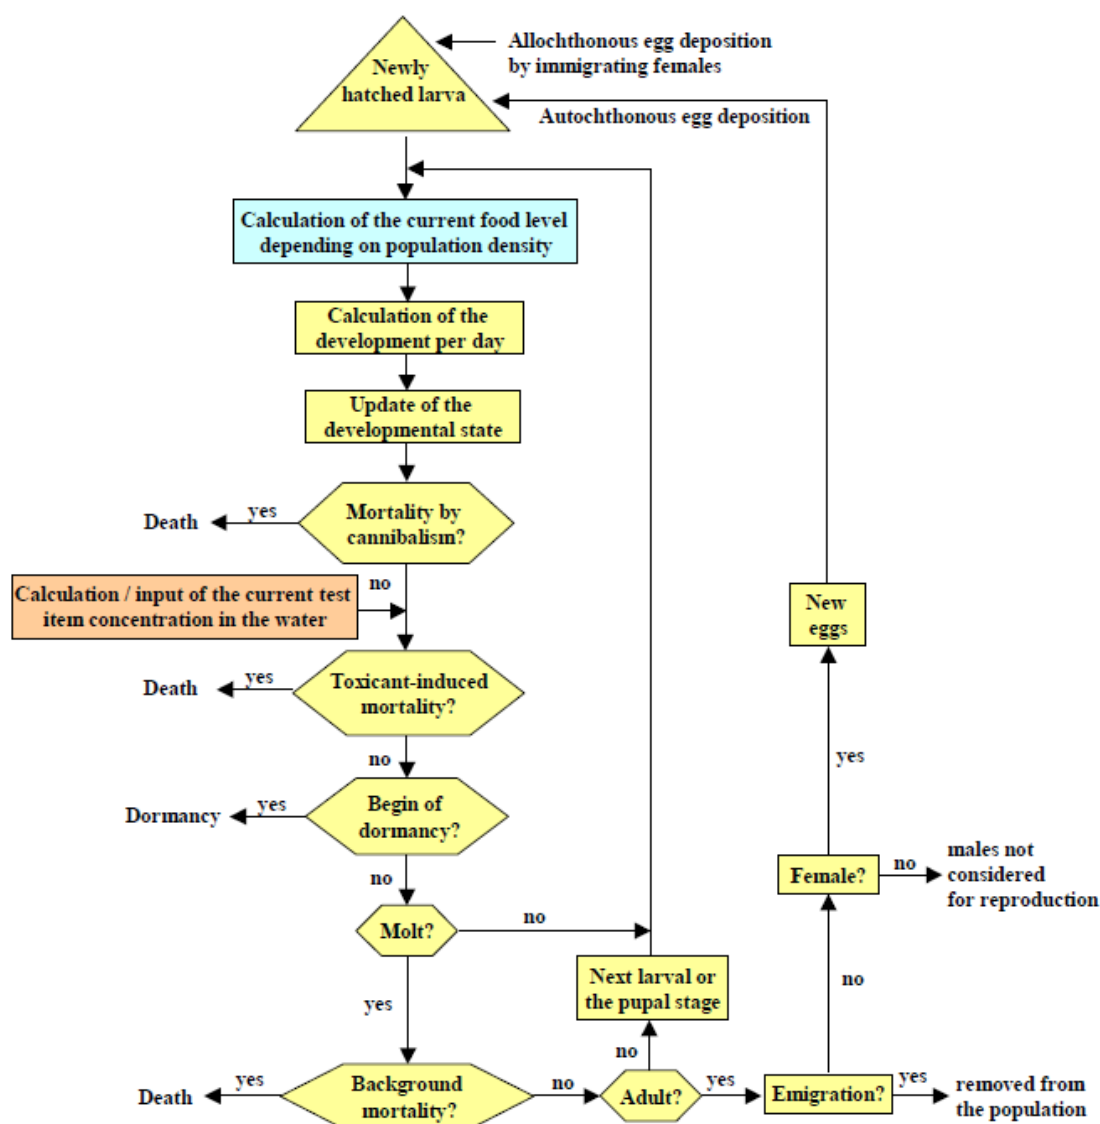 Allochthonous egg deposition
by immigrating females
Newly
hatched larva
Autochthonous egg deposition
Calculation of the current food level
depending on population density
Calculation of the
development per day
Update of the
developmental state
Mortality by
cannibalism?
yes
Death
no
Calculation / input of the current test
item concentration in the water
Toxicant-induced
mortality?
yes
Death
no
Begin of
dormancy?
yes
Dormancy
no
Molt?
no
yes
Background
mortality?
yes
Death
no
Adult?
no
Next larval or
the pupal stage
yes
Emigration?
yes
removed from
the population
no
Female?
no
males not
considered
for reproduction
yes
New
eggs